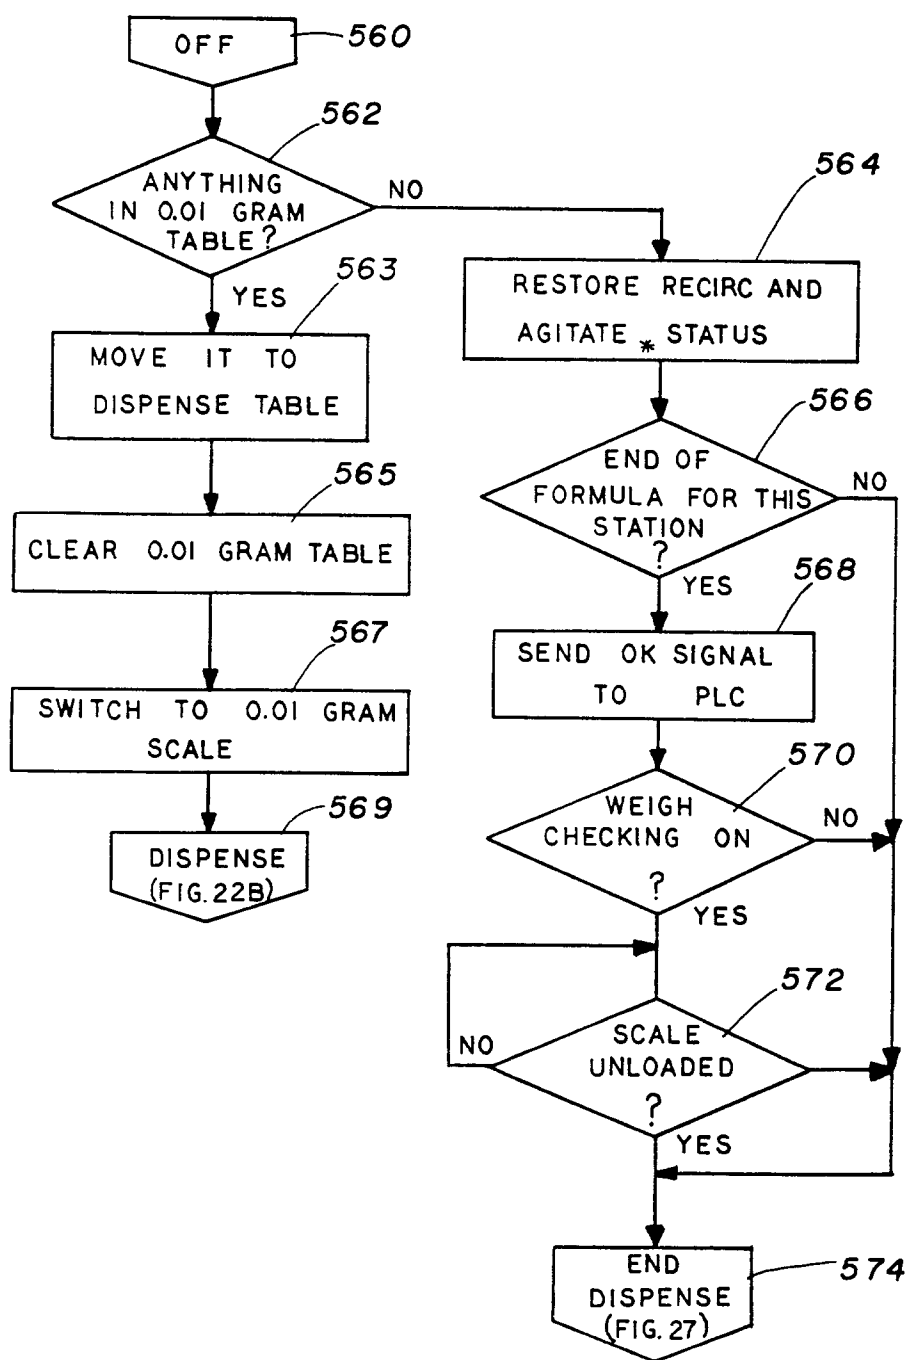 OFF
560
562
ANYTHING
IN 0.01 GRAM
TABLE?
NO
YES
563
MOVE IT TO
DISPENSE TABLE
565
CLEAR 0.01 GRAM TABLE
567
SWITCH TO 0.01 GRAM
SCALE
569
DISPENSE
(FIG. 22B)
564
RESTORE RECIRC AND
AGITATE * STATUS
566
END OF
FORMULA FOR THIS
STATION
?
NO
YES
568
SEND OK SIGNAL
TO PLC
570
WEIGH
CHECKING ON
?
NO
YES
572
SCALE
UNLOADED
?
NO
YES
END
DISPENSE
(FIG. 27)
574